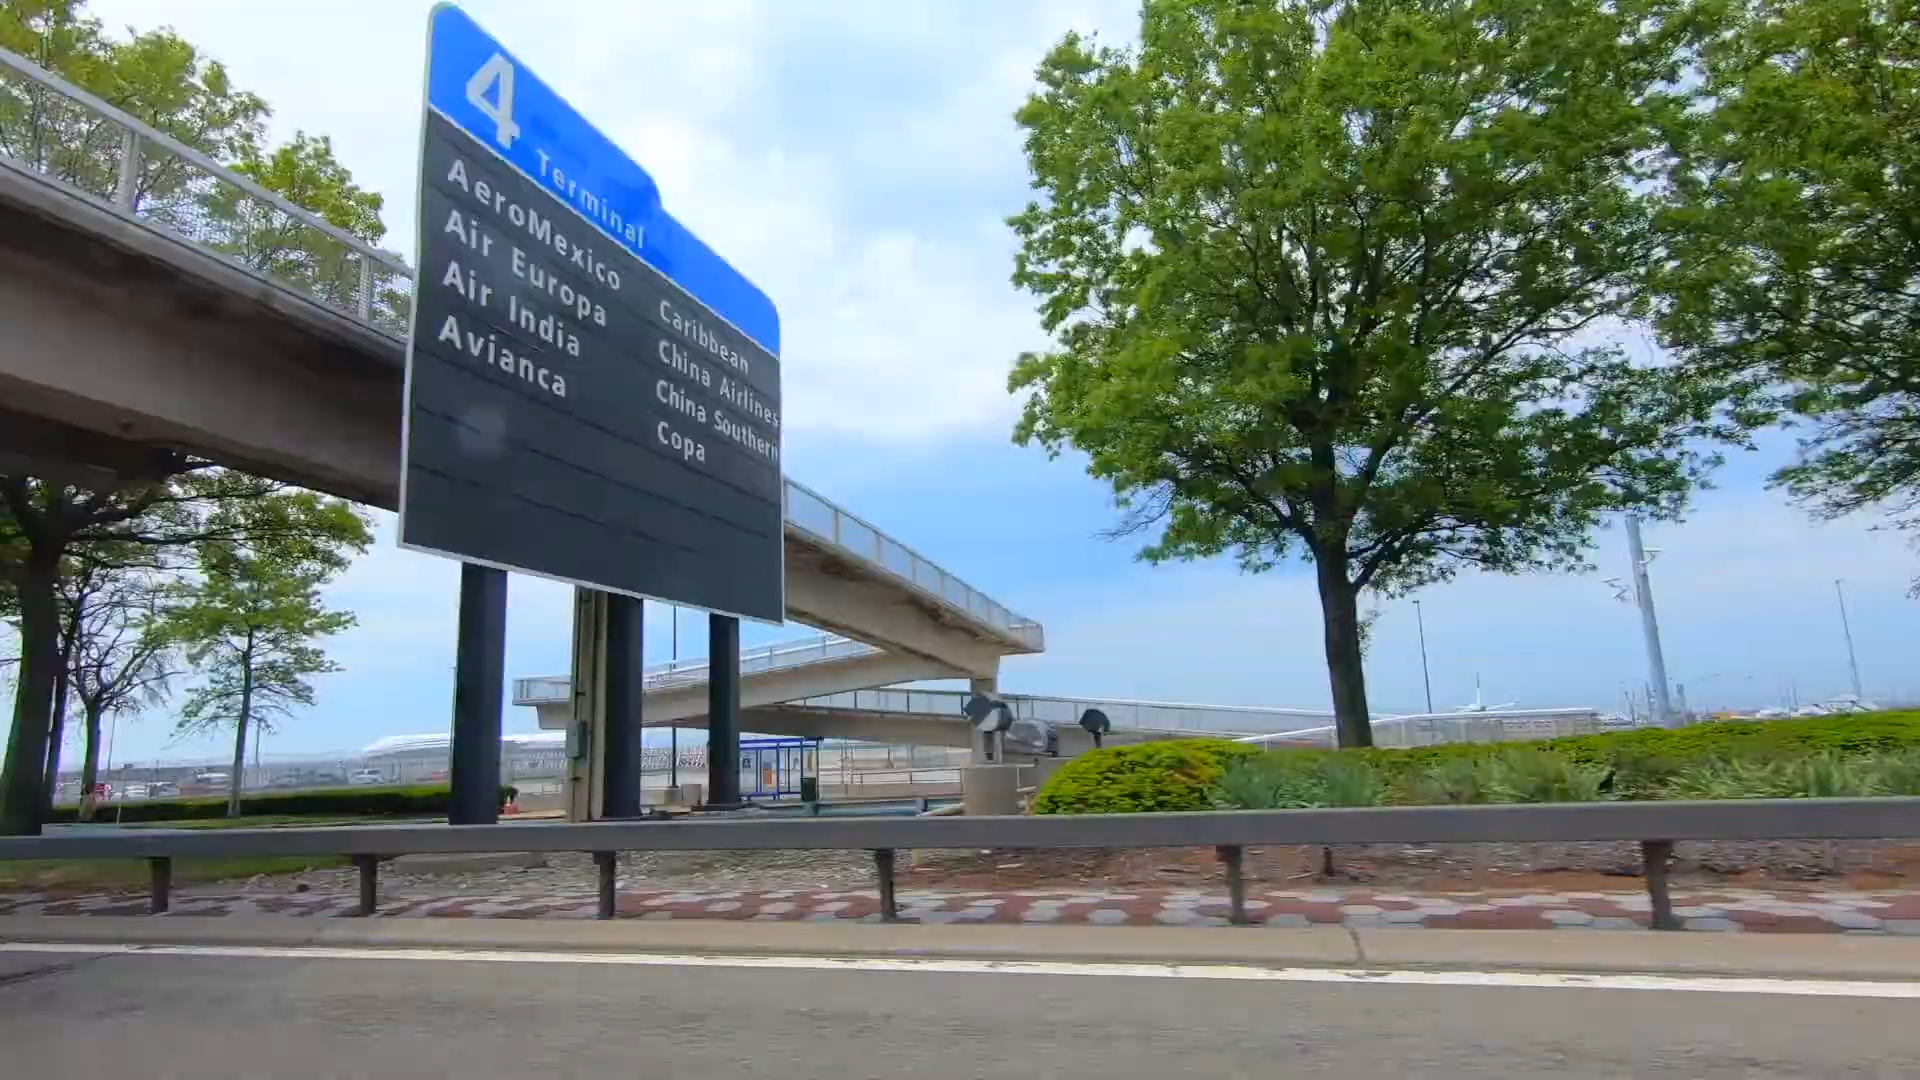 4 Terminal
AeroMexico
Air Europa
Air India
Avianca
Caribbean
China Airlines
China Southern
Copa